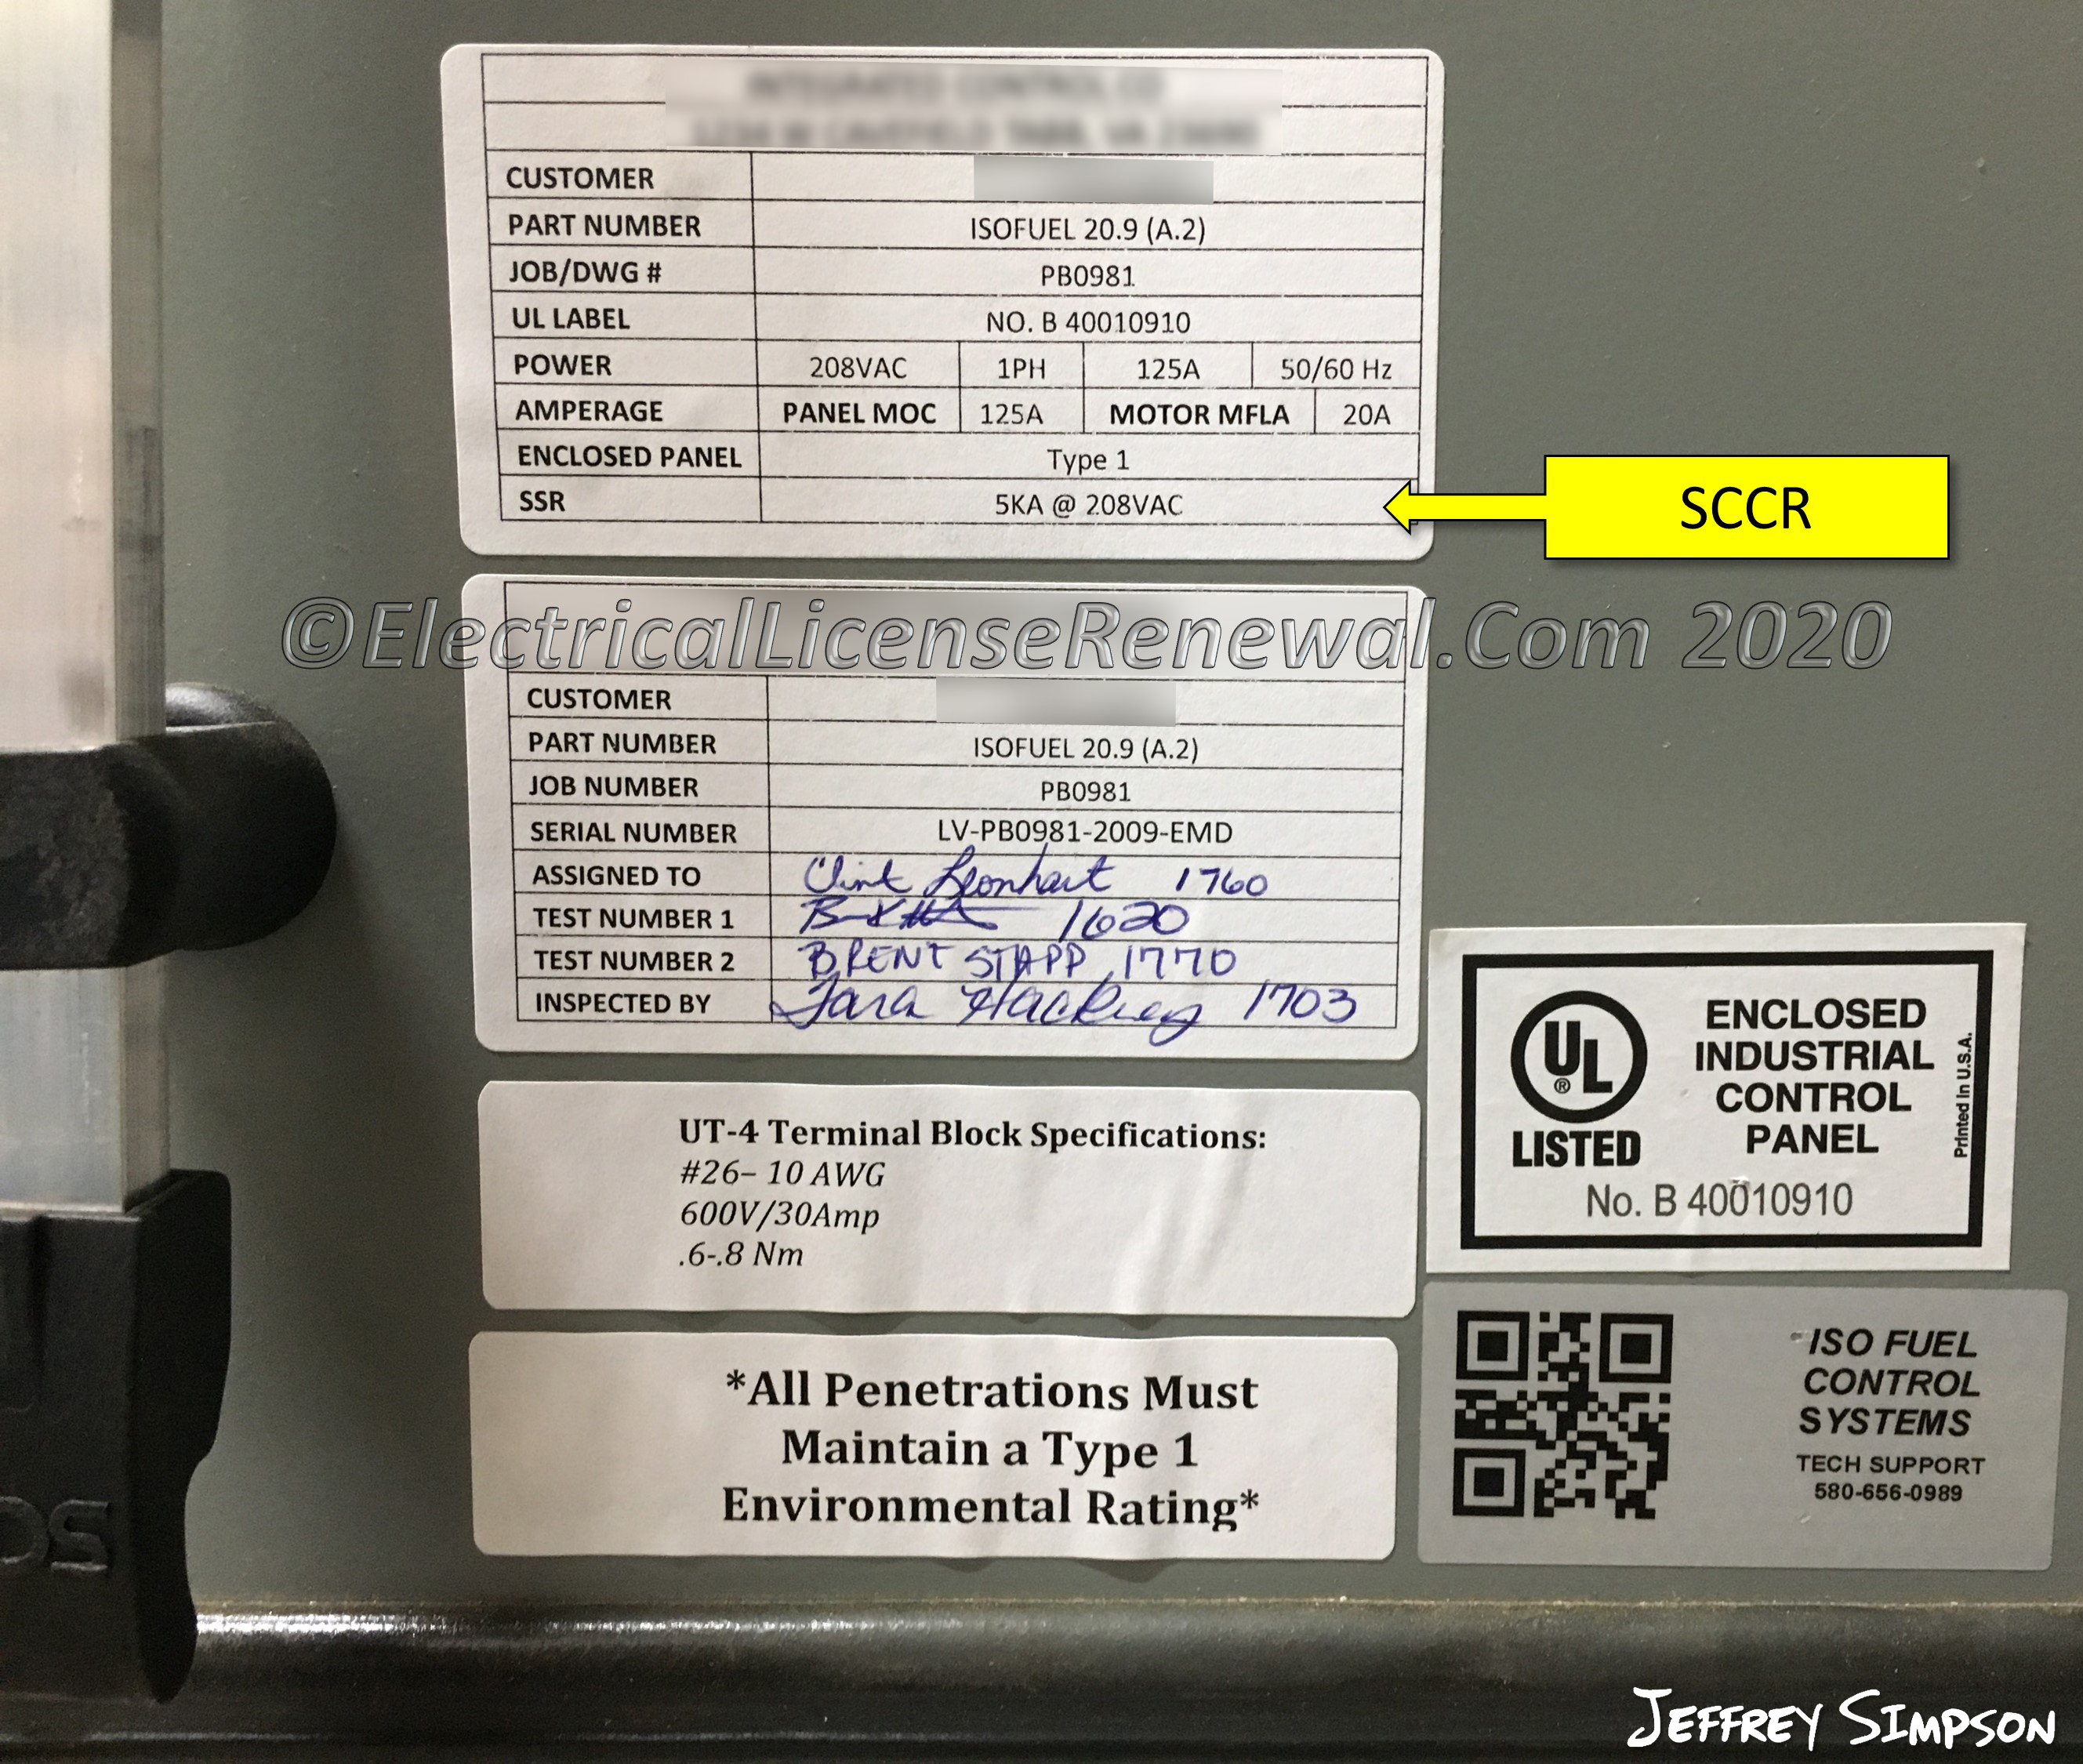 CUSTOMER
PART NUMBER ISOFUEL 20.9 (A.2)
JOB/DWG # PB0981
UL LABEL NO. B 40010910
POWER 208VAC 1PH 125A 50/60 Hz
AMPERAGE PANEL MOC 125A MOTOR MFLA 20A
ENCLOSED PANEL Type 1
SSR 5KA @ 208VAC
SCCR
©ElectricalLicenseRenewal.Com 2020
CUSTOMER
PART NUMBER ISOFUEL 20.9 (A.2)
JOB NUMBER PB0981
SERIAL NUMBER LV-PB0981-2009-EMD
ASSIGNED TO Clint Leonhart 1760
TEST NUMBER 1 1620
TEST NUMBER 2 BRENT STAPP 1770
INSPECTED BY Tara Hackney 1703
UT-4 Terminal Block Specifications:
#26– 10 AWG
600V/30Amp
.6-.8 Nm
*All Penetrations Must
Maintain a Type 1
Environmental Rating*
UL
®
LISTED
ENCLOSED
INDUSTRIAL
CONTROL
PANEL
No. B 40010910
Printed in U.S.A.
ISO FUEL
CONTROL
SYSTEMS
TECH SUPPORT
580-656-0989
JEFFREY SIMPSON